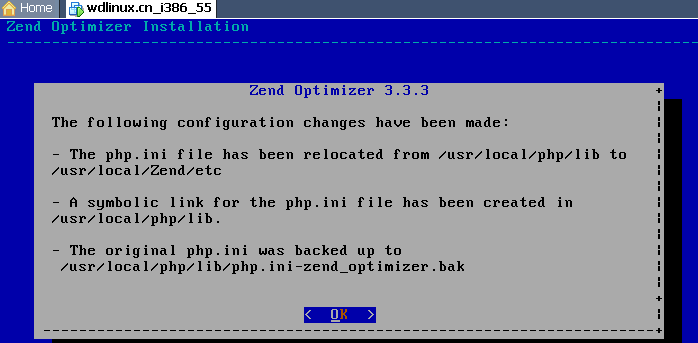 Home wdlinux.cn_i386_55
Zend Optimizer Installation
Zend Optimizer 3.3.3
The following configuration changes have been made:
- The php.ini file has been relocated from /usr/local/php/lib to
/usr/local/Zend/etc
- A symbolic link for the php.ini file has been created in
/usr/local/php/lib.
- The original php.ini was backed up to
/usr/local/php/lib/php.ini-zend_optimizer.bak
< OK >